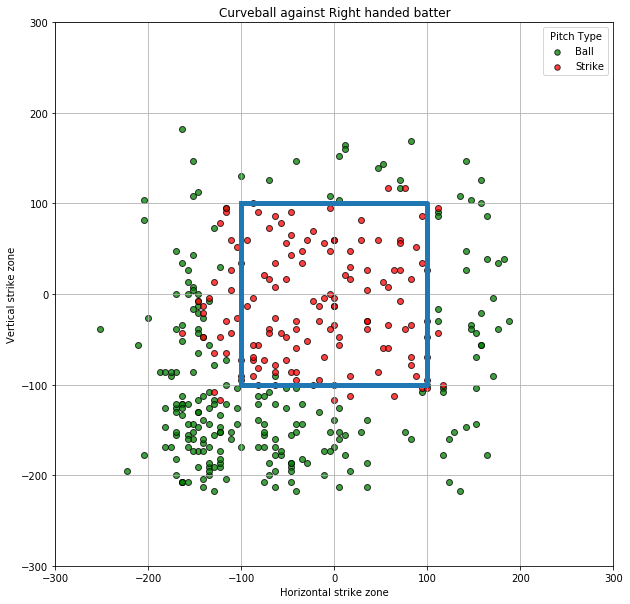 Curveball against Right handed batter
Pitch Type
Ball
Strike
300
200
100
0
−100
−200
−300
Vertical strike zone
−300 −200 −100 0 100 200 300
Horizontal strike zone